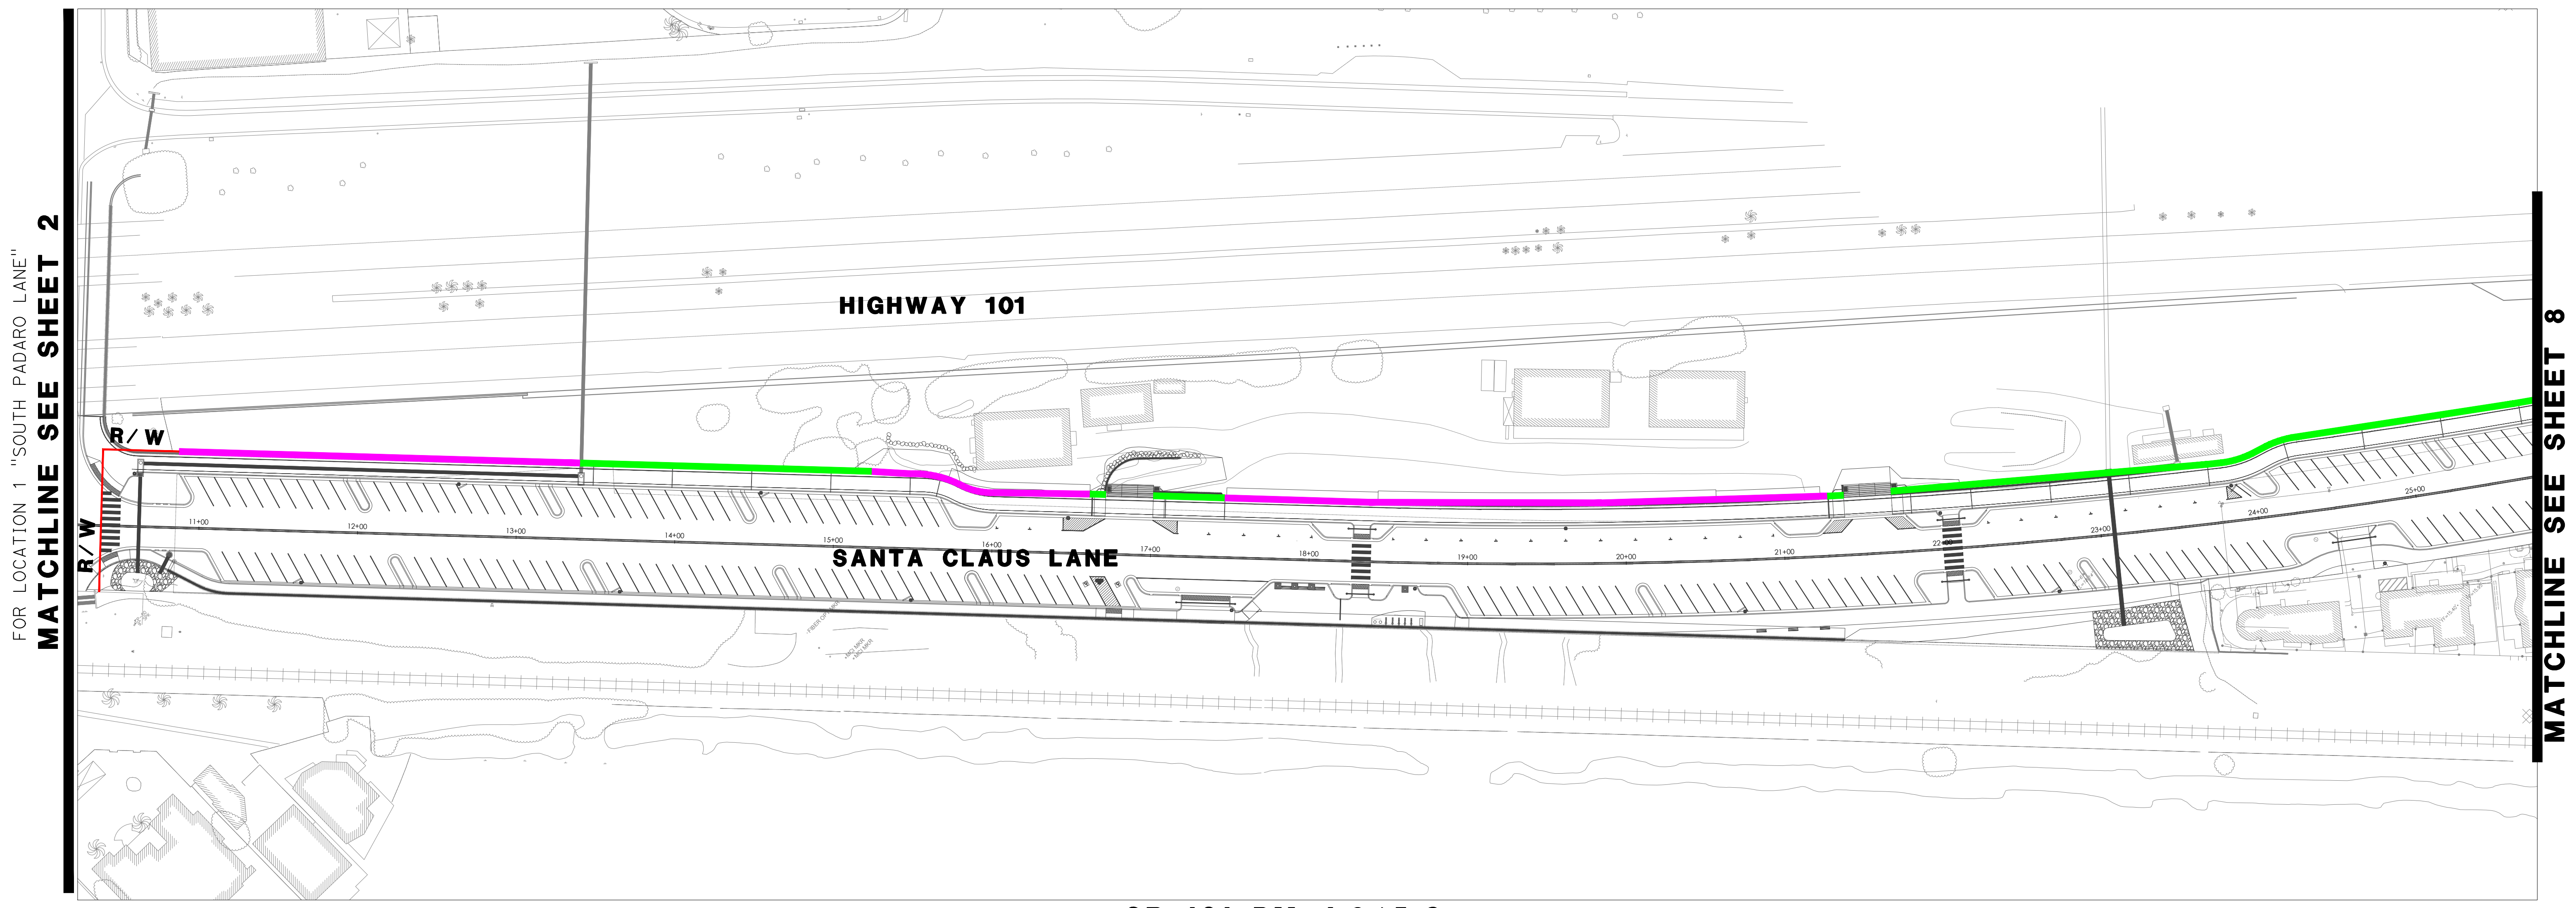 FOR LOCATION 1 "SOUTH PADARO LANE"
MATCHLINE SEE SHEET 2
HIGHWAY 101
R/W
R/W
11+00
12+00
13+00
14+00
15+00
16+00
17+00
18+00
19+00
20+00
21+00
23+00
24+00
25+00
SANTA CLAUS LANE
MATCHLINE SEE SHEET 8